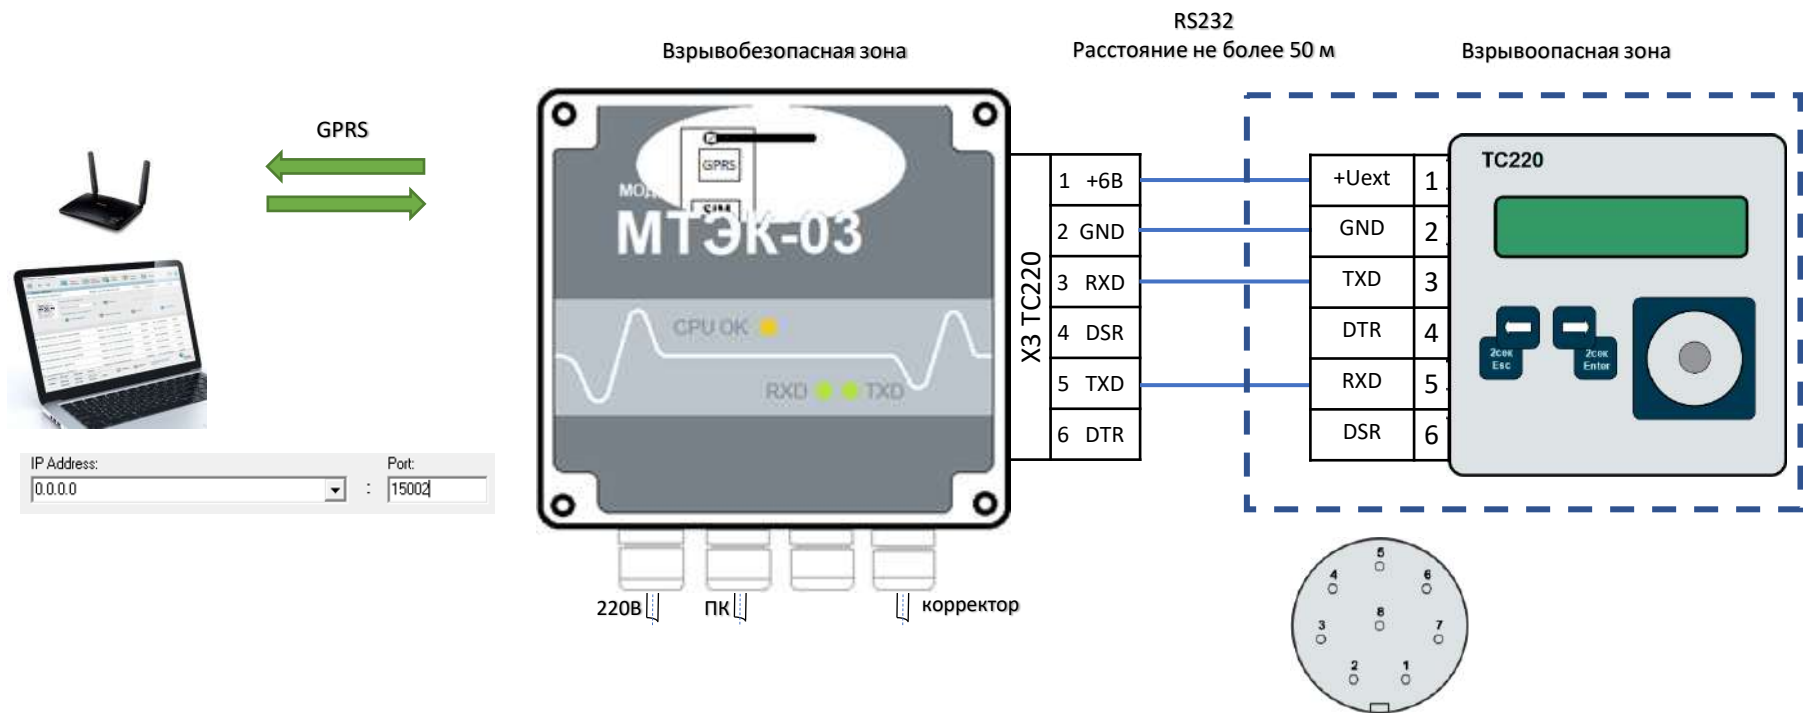 RS232
Взрывобезопасная зона
Расстояние не более 50 м
Взрывоопасная зона
GPRS
GPRS
SIM
МОД
МТЭК-03
CPU OK
RXD
TXD
X3 TC220
1 +6В
2 GND
3 RXD
4 DSR
5 TXD
6 DTR
+Uext 1
GND 2
TXD 3
DTR 4
RXD 5
DSR 6
TC220
2сек
Esc
2сек
Enter
IP Address:
Port:
0.0.0.0
:
15002
220В
ПК
корректор
5
4
6
8
3
7
2
1